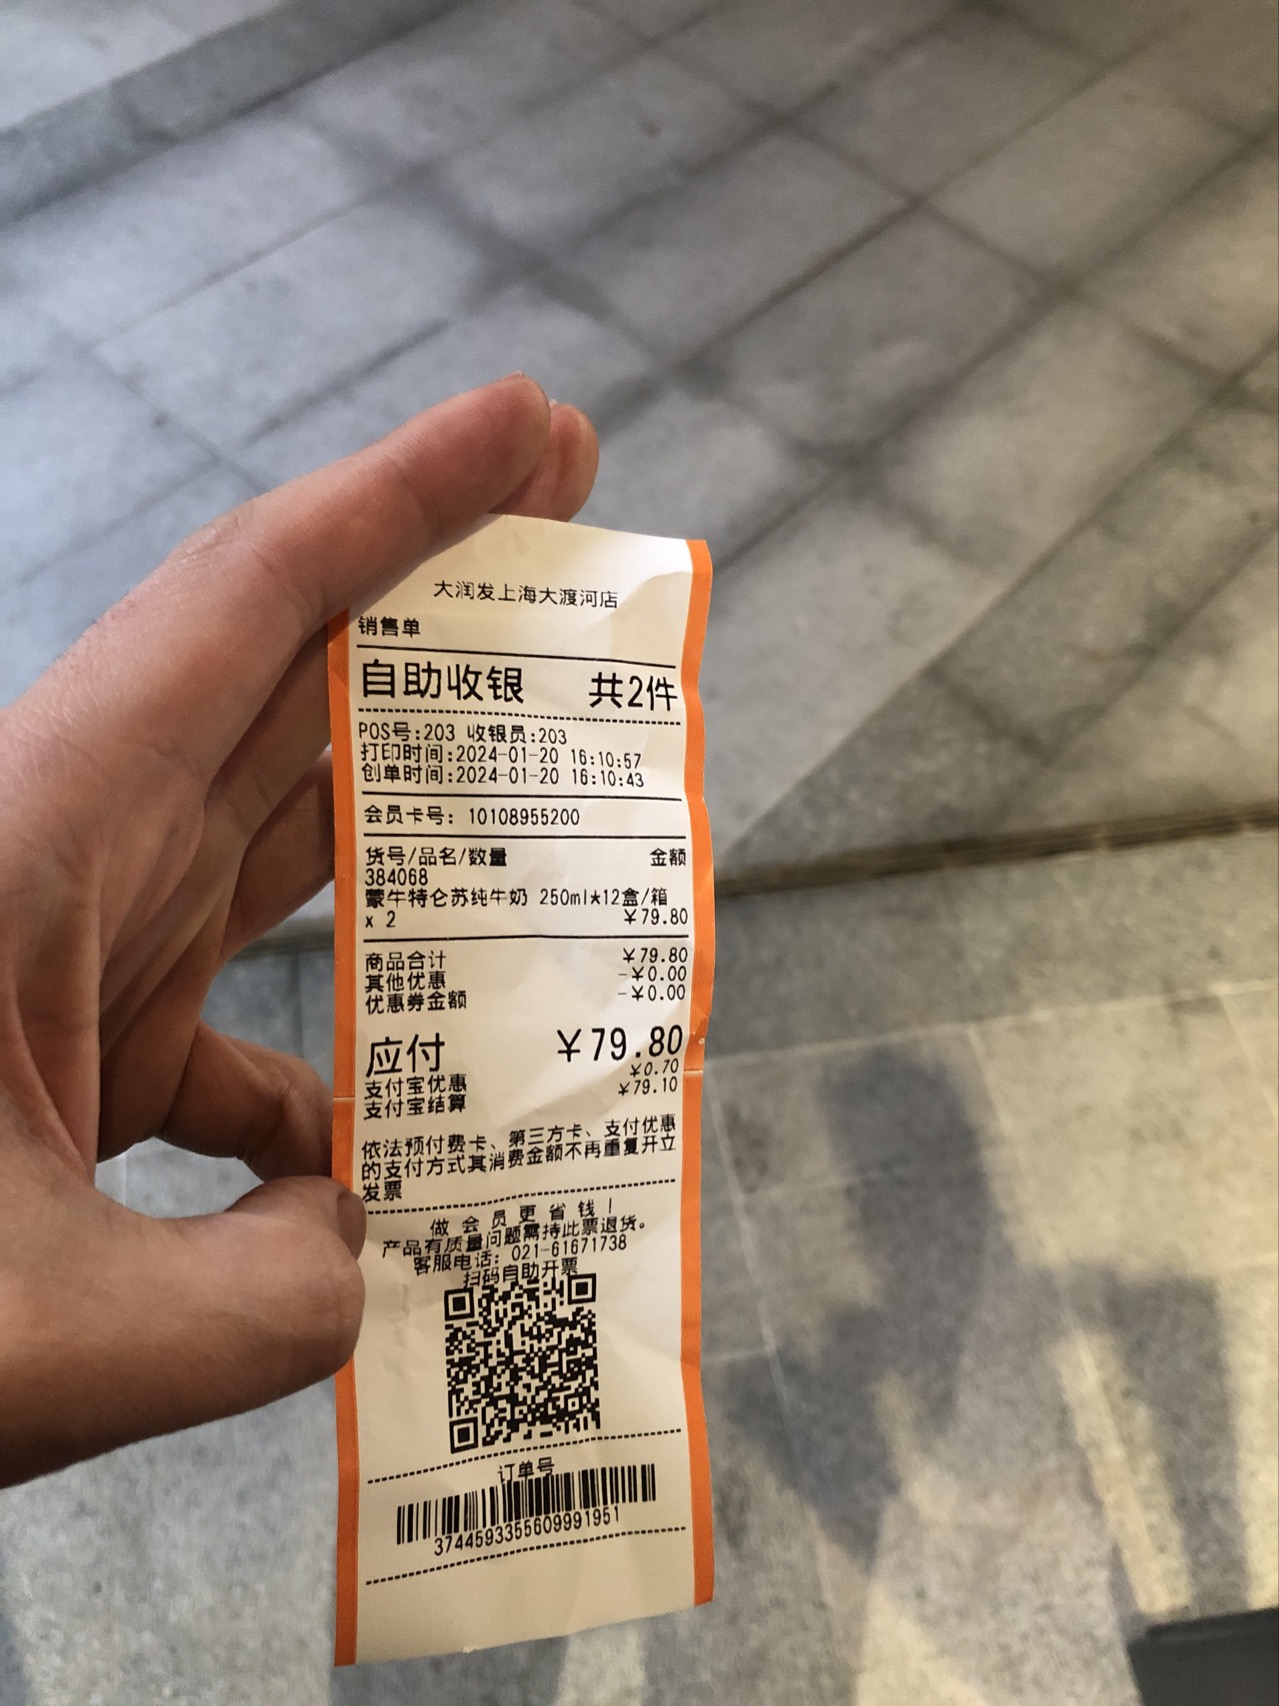 大润发上海大渡河店
销售单
自助收银 共2件
POS号:203 收银员:203
打印时间:2024-01-20 16:10:57
创单时间:2024-01-20 16:10:43
会员卡号: 10108955200
货号/品名/数量 金额
384068
蒙牛特仑苏纯牛奶 250ml*12盒/箱
x 2 ￥79.80
商品合计 ￥79.80
其他优惠 -￥0.00
优惠券金额 -￥0.00
应付 ￥79.80
支付宝优惠 ￥0.70
支付宝结算 ￥79.10
依法预付费卡、第三方卡、支付优惠
的支付方式其消费金额不再重复开立
发票
做会员更省钱！
产品有质量问题需持此票退货。
客服电话: 021-61671738
扫码自助开票
订单号
3744593355609991951